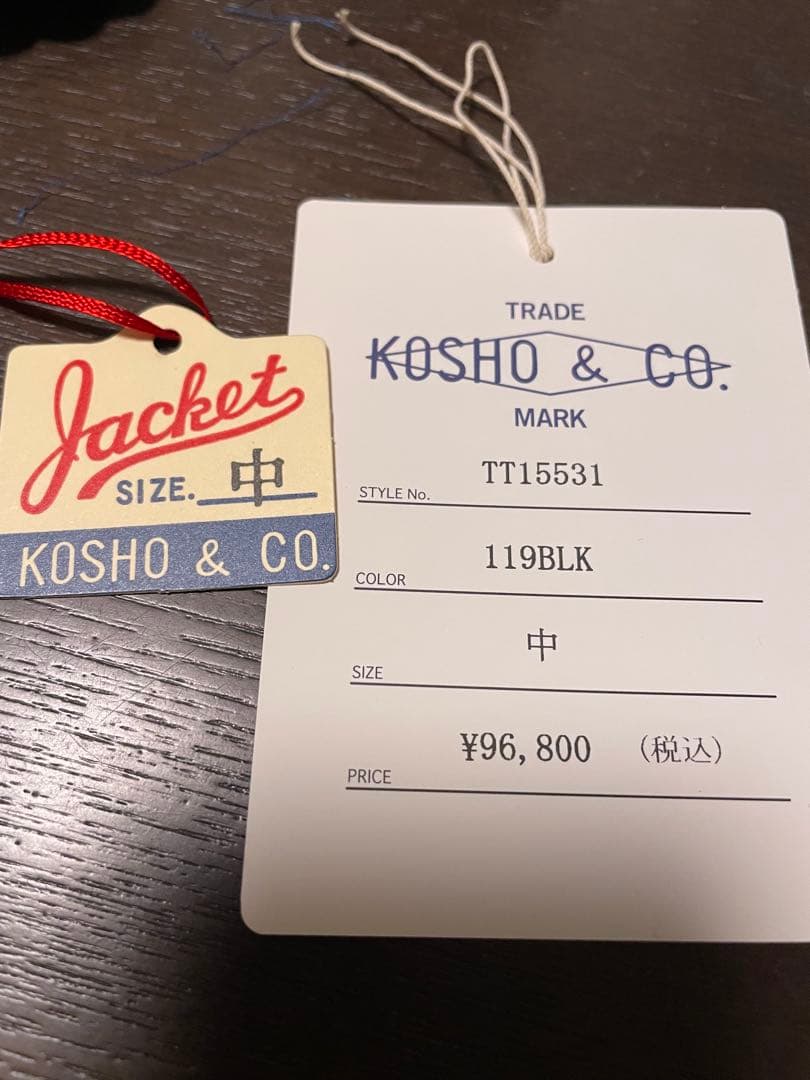 Jacket
SIZE. 中
KOSHO & CO.
TRADE
KOSHO & CO.
MARK
STYLE No. TT15531
COLOR 119BLK
SIZE 中
PRICE ¥96,800 (税込)